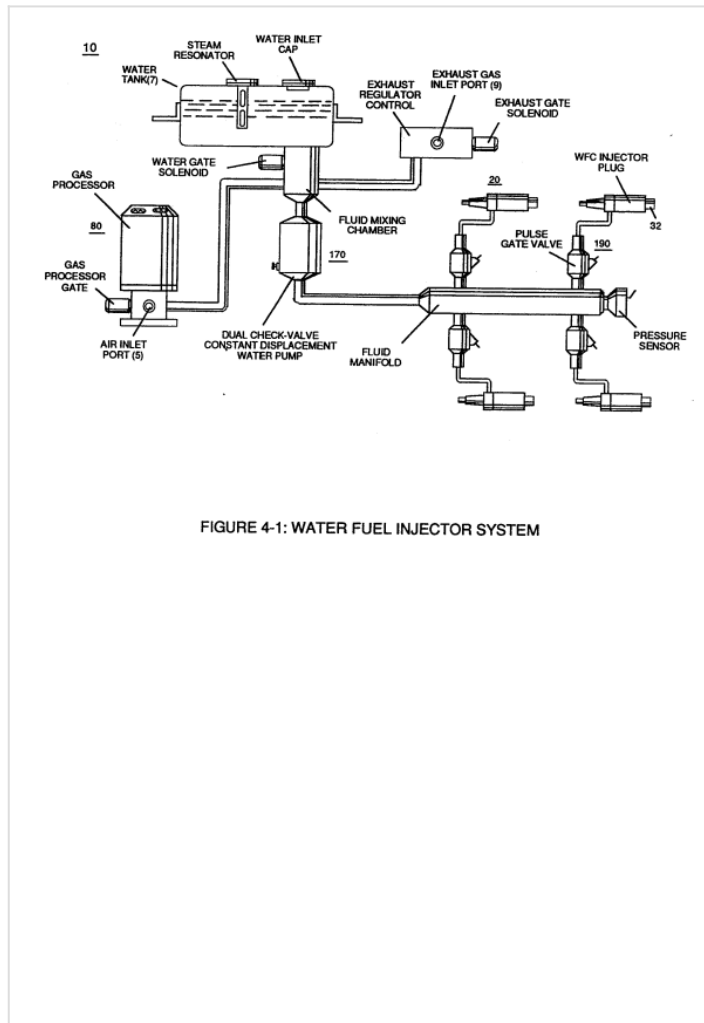 10
STEAM
RESONATOR
WATER INLET
CAP
WATER
TANK(7)
EXHAUST
REGULATOR
CONTROL
EXHAUST GAS
INLET PORT (9)
EXHAUST GATE
SOLENOID
WATER GATE
SOLENOID
GAS
PROCESSOR
80
FLUID MIXING
CHAMBER
20
WFC INJECTOR
PLUG
32
PULSE
GATE VALVE
190
170
GAS
PROCESSOR
GATE
AIR INLET
PORT (5)
DUAL CHECK-VALVE
CONSTANT DISPLACEMENT
WATER PUMP
FLUID
MANIFOLD
PRESSURE
SENSOR
FIGURE 4-1: WATER FUEL INJECTOR SYSTEM